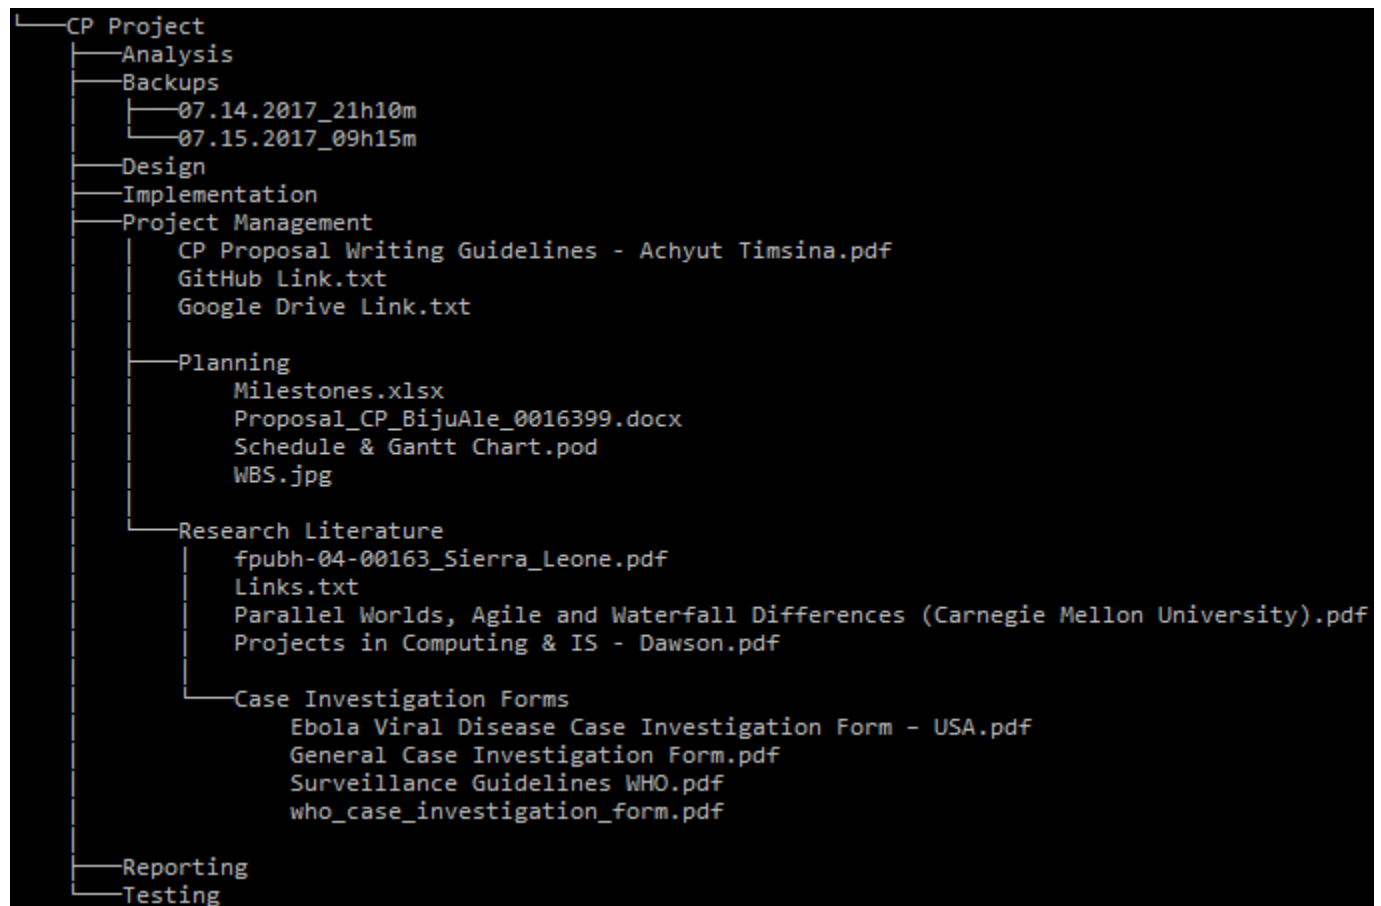 CP Project
Analysis
Backups
07.14.2017_21h10m
07.15.2017_09h15m
Design
Implementation
Project Management
CP Proposal Writing Guidelines - Achyut Timsina.pdf
GitHub Link.txt
Google Drive Link.txt
Planning
Milestones.xlsx
Proposal_CP_BijuAle_0016399.docx
Schedule & Gantt Chart.pod
WBS.jpg
Research Literature
fpubh-04-00163_Sierra_Leone.pdf
Links.txt
Parallel Worlds, Agile and Waterfall Differences (Carnegie Mellon University).pdf
Projects in Computing & IS - Dawson.pdf
Case Investigation Forms
Ebola Viral Disease Case Investigation Form – USA.pdf
General Case Investigation Form.pdf
Surveillance Guidelines WHO.pdf
who_case_investigation_form.pdf
Reporting
Testing